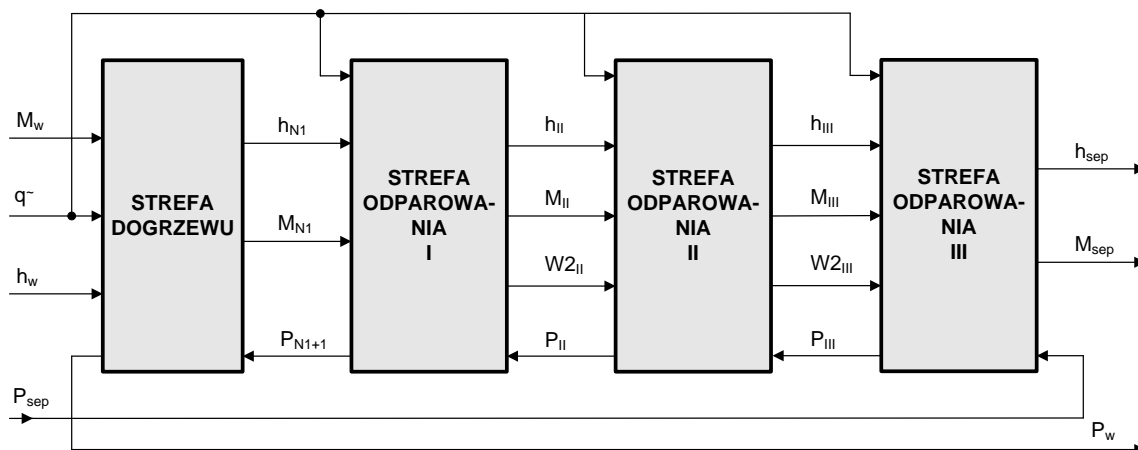 M_w
q~
h_w
P_sep
STREFA
DOGRZEWU
h_N1
M_N1
P_N1+1
STREFA
ODPAROWA-
NIA
I
h_II
M_II
W2_II
P_II
STREFA
ODPAROWA-
NIA
II
h_III
M_III
W2_III
P_III
STREFA
ODPAROWA-
NIA
III
h_sep
M_sep
P_w